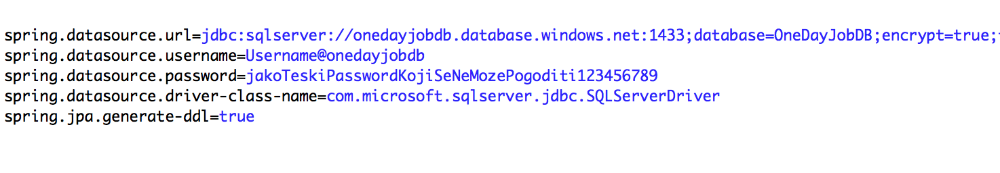 spring.datasource.url=jdbc:sqlserver://onedayjobdb.database.windows.net:1433;database=OneDayJobDB;encrypt=true;
spring.datasource.username=Username@onedayjobdb
spring.datasource.password=jakoTeskiPasswordKojiSeNeMozePogoditi123456789
spring.datasource.driver-class-name=com.microsoft.sqlserver.jdbc.SQLServerDriver
spring.jpa.generate-ddl=true